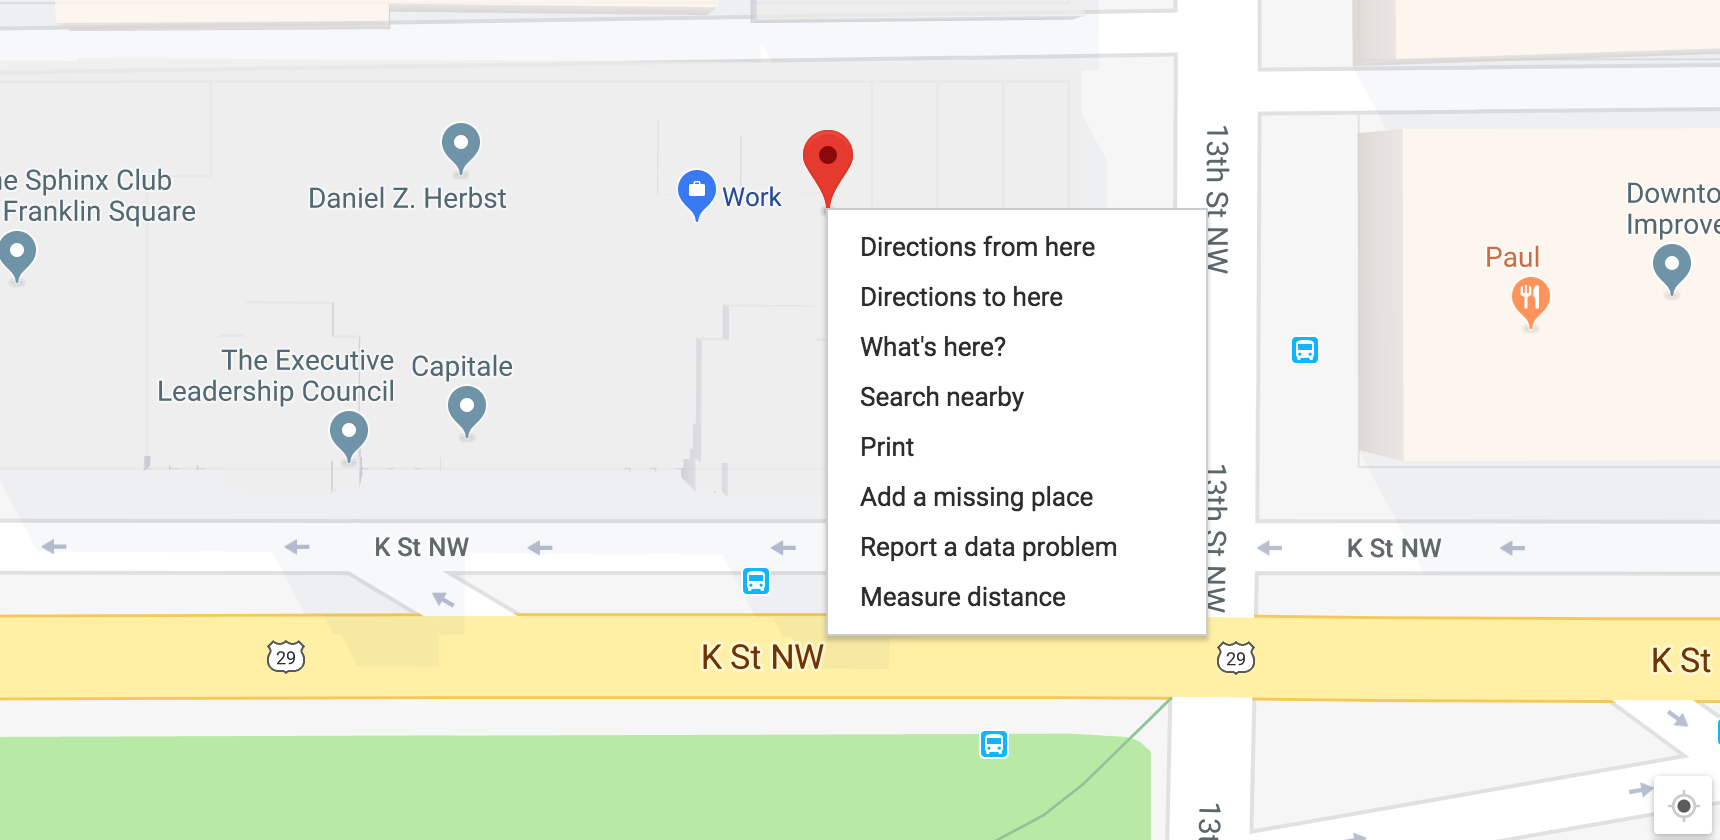 e Sphinx Club
Franklin Square
Daniel Z. Herbst
Work
13th St NW
Downto
Improve
Paul
Directions from here
Directions to here
What's here?
Search nearby
Print
Add a missing place
Report a data problem
Measure distance
The Executive
Leadership Council
Capitale
13th St NW
K St NW
K St NW
29
K St NW
29
K St
13t